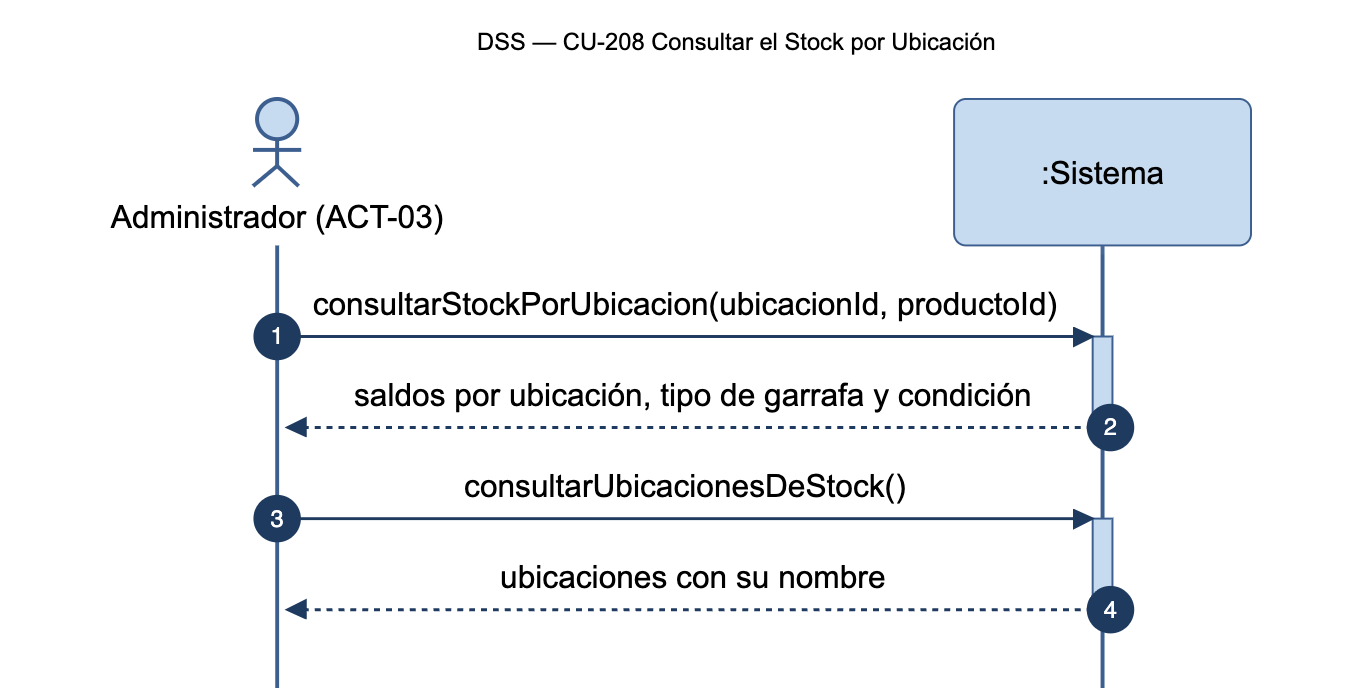 DSS — CU-208 Consultar el Stock por Ubicación
:Sistema
Administrador (ACT-03)
consultarStockPorUbicacion(ubicacionId, productoId)
1
saldos por ubicación, tipo de garrafa y condición
2
consultarUbicacionesDeStock()
3
ubicaciones con su nombre
4